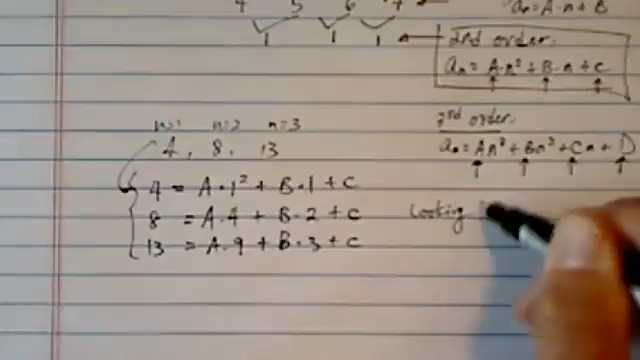 4 5 6 7
1 1 1
aₙ = A·n + B
2nd order.
aₙ = A·n² + B·n + C
3rd order.
aₙ = An³ + Bn² + Cn + D
n=1 n=2 n=3
4, 8, 13
4 = A·1² + B·1 + C
8 = A·4 + B·2 + C
13 = A·9 + B·3 + C
Looking